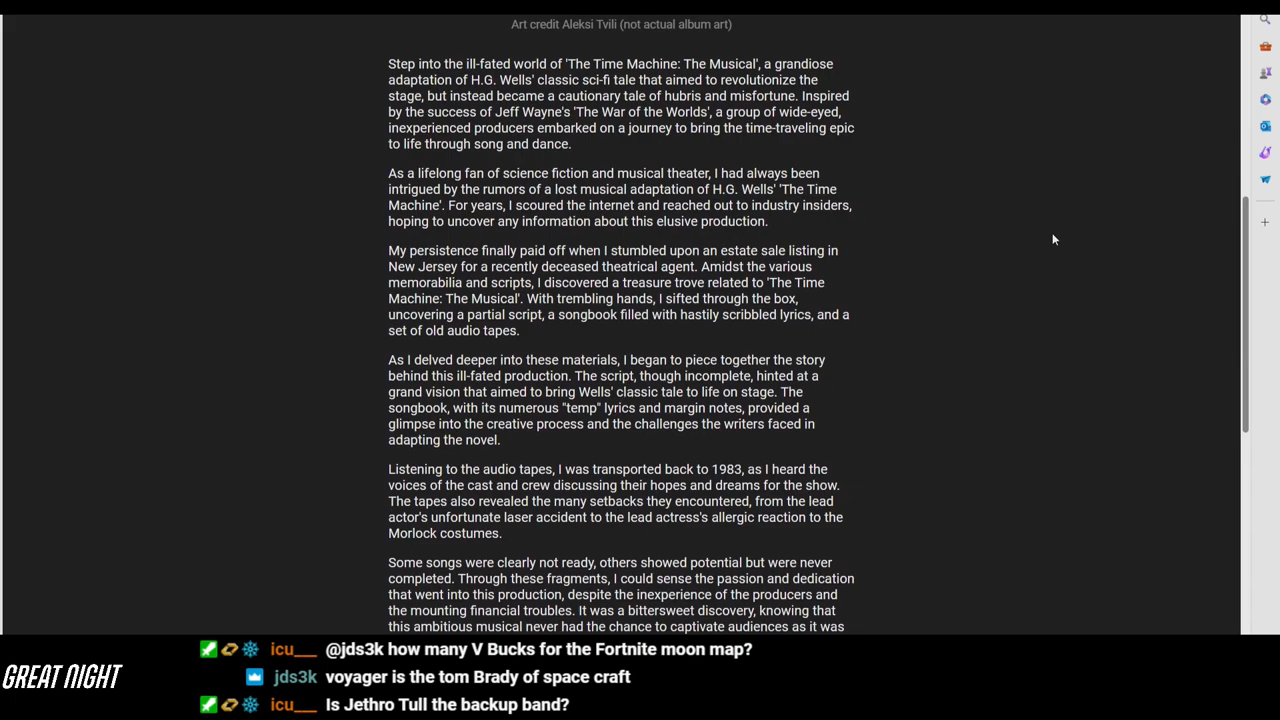 Art credit Aleksi Tvili (not actual album art)
Step into the ill-fated world of 'The Time Machine: The Musical', a grandiose
adaptation of H.G. Wells' classic sci-fi tale that aimed to revolutionize the
stage, but instead became a cautionary tale of hubris and misfortune. Inspired
by the success of Jeff Wayne's 'The War of the Worlds', a group of wide-eyed,
inexperienced producers embarked on a journey to bring the time-traveling epic
to life through song and dance.
As a lifelong fan of science fiction and musical theater, I had always been
intrigued by the rumors of a lost musical adaptation of H.G. Wells' 'The Time
Machine'. For years, I scoured the internet and reached out to industry insiders,
hoping to uncover any information about this elusive production.
My persistence finally paid off when I stumbled upon an estate sale listing in
New Jersey for a recently deceased theatrical agent. Amidst the various
memorabilia and scripts, I discovered a treasure trove related to 'The Time
Machine: The Musical'. With trembling hands, I sifted through the box,
uncovering a partial script, a songbook filled with hastily scribbled lyrics, and a
set of old audio tapes.
As I delved deeper into these materials, I began to piece together the story
behind this ill-fated production. The script, though incomplete, hinted at a
grand vision that aimed to bring Wells' classic tale to life on stage. The
songbook, with its numerous "temp" lyrics and margin notes, provided a
glimpse into the creative process and the challenges the writers faced in
adapting the novel.
Listening to the audio tapes, I was transported back to 1983, as I heard the
voices of the cast and crew discussing their hopes and dreams for the show.
The tapes also revealed the many setbacks they encountered, from the lead
actor's unfortunate laser accident to the lead actress's allergic reaction to the
Morlock costumes.
Some songs were clearly not ready, others showed potential but were never
completed. Through these fragments, I could sense the passion and dedication
that went into this production, despite the inexperience of the producers and
the mounting financial troubles. It was a bittersweet discovery, knowing that
this ambitious musical never had the chance to captivate audiences as it was
GREAT NIGHT
icu___ @jds3k how many V Bucks for the Fortnite moon map?
jds3k voyager is the tom Brady of space craft
icu___ Is Jethro Tull the backup band?